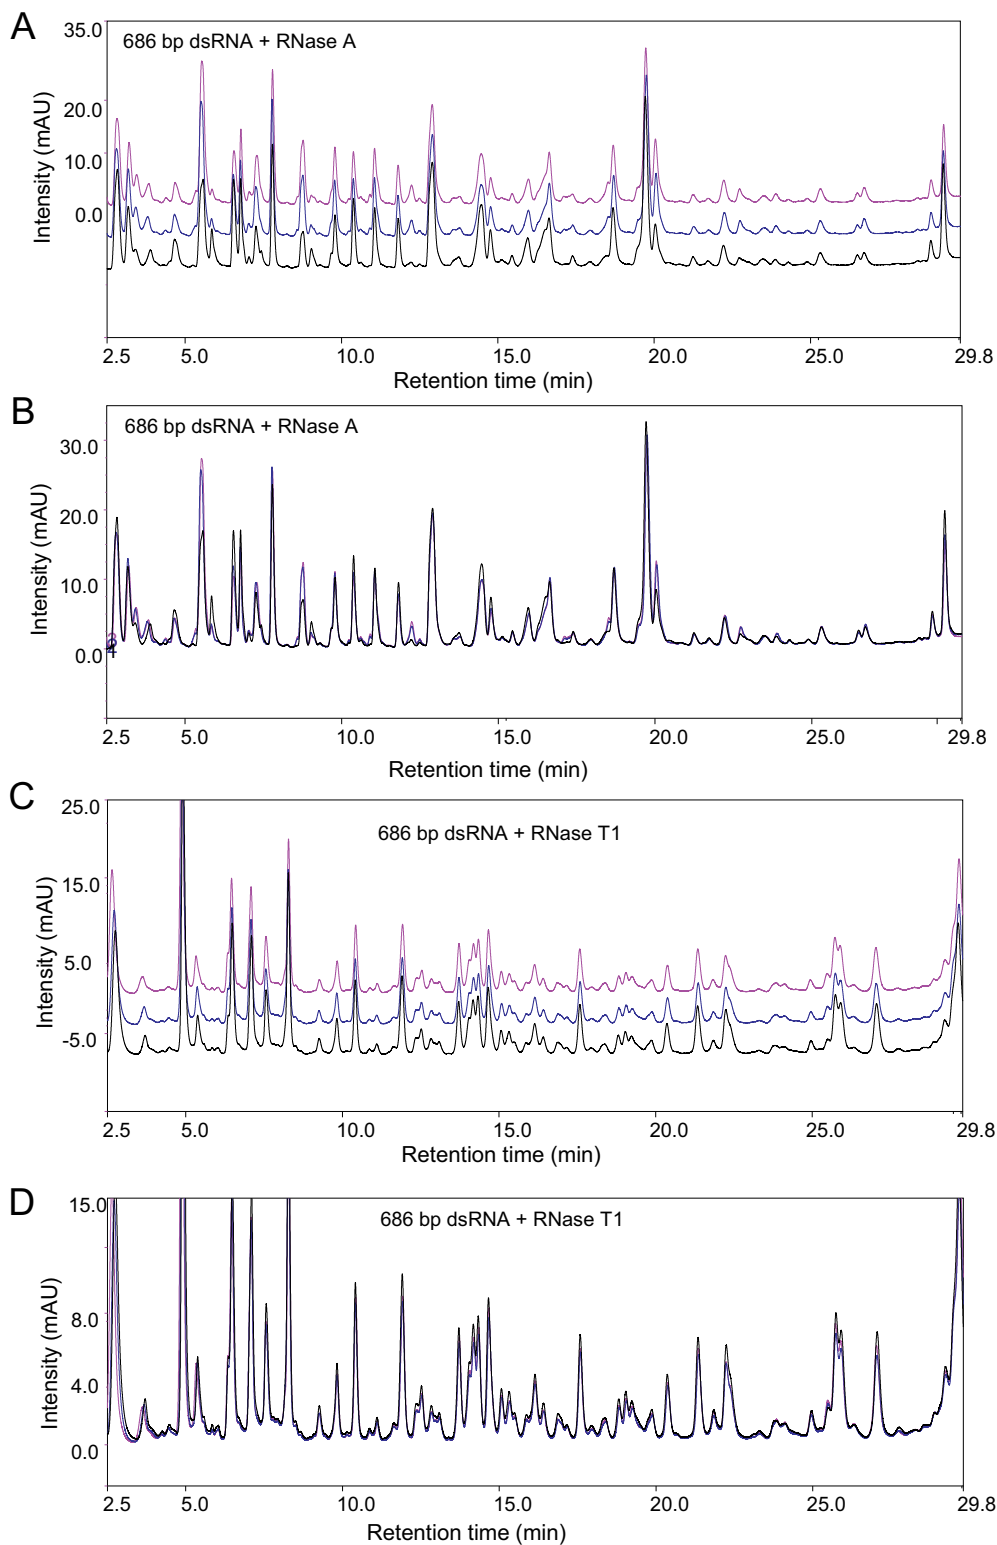 A
686 bp dsRNA + RNase A
Intensity (mAU)
35.0
20.0
10.0
0.0
2.5 5.0 10.0 15.0 20.0 25.0 29.8
Retention time (min)
B
686 bp dsRNA + RNase A
Intensity (mAU)
30.0
20.0
10.0
0.0
2.5 5.0 10.0 15.0 20.0 25.0 29.8
Retention time (min)
C
686 bp dsRNA + RNase T1
Intensity (mAU)
25.0
15.0
5.0
-5.0
2.5 5.0 10.0 15.0 20.0 25.0 29.8
Retention time (min)
D
686 bp dsRNA + RNase T1
Intensity (mAU)
15.0
8.0
4.0
0.0
2.5 5.0 10.0 15.0 20.0 25.0 29.8
Retention time (min)